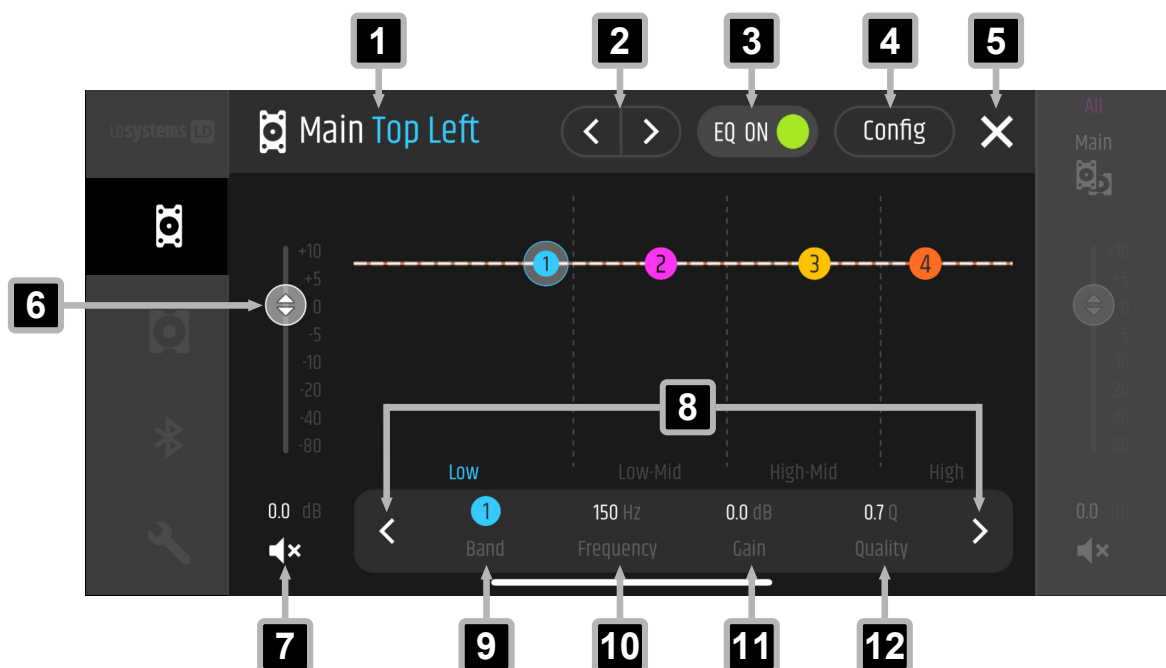 1 2 3 4 5
LDsystems LD
Main Top Left
EQ ON
Config
All
Main
+10
+5
0
-5
-10
-20
-40
-80
1 2 3 4
+10
+5
0
-5
-10
-20
-40
-80
6
8
Low Low-Mid High-Mid High
0.0 dB
1 150 Hz 0.0 dB 0.7 Q
Band Frequency Gain Quality
0.0 dB
7 9 10 11 12